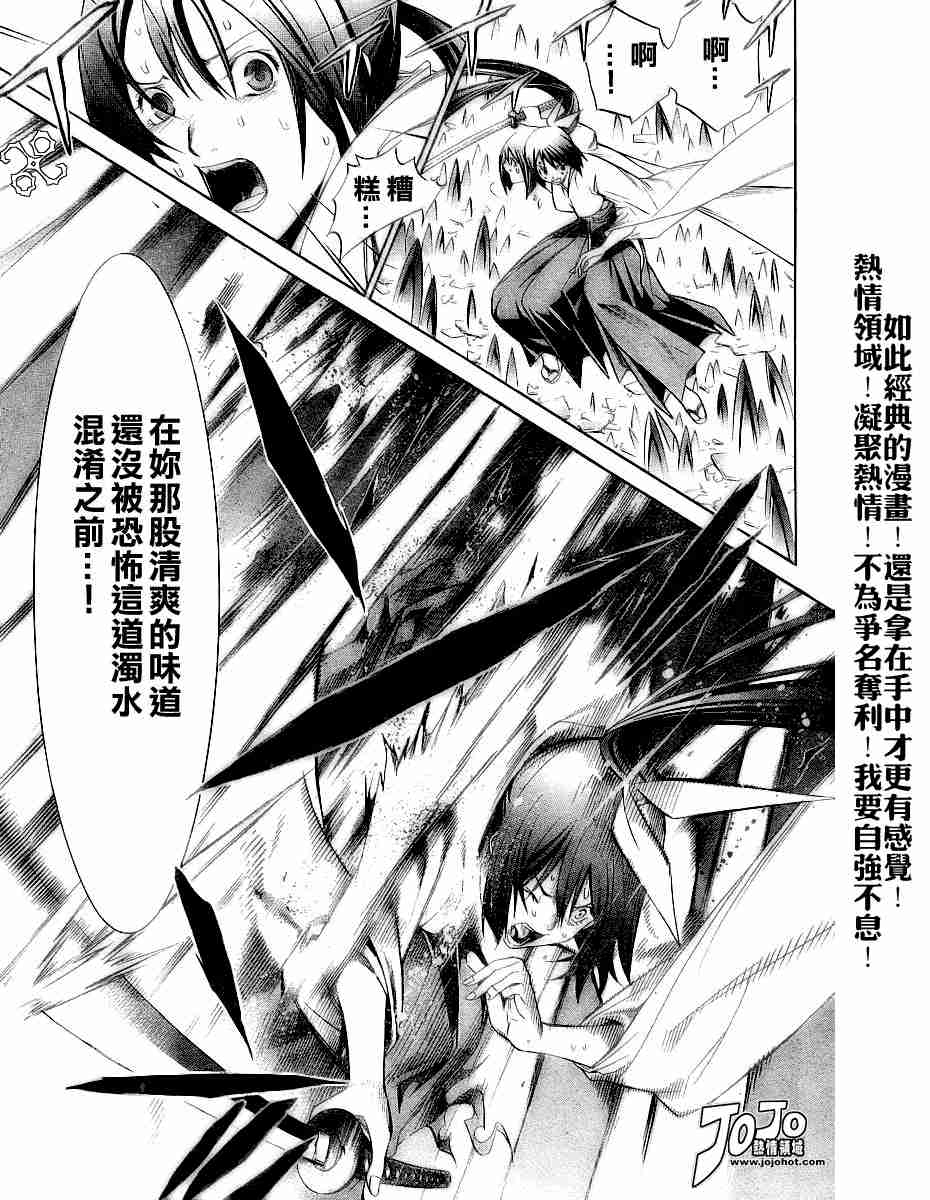 啊
…
啊
…！
糟
糕…
在妳那股清爽的味道
還沒被恐怖這道濁水
混淆之前…！
如此經典的漫畫！還是拿在手中才更有感覺！
熱情領域！凝聚熱情！不為爭名奪利！我要自強不息！
JOJO
熱情領域
www.jojohot.com